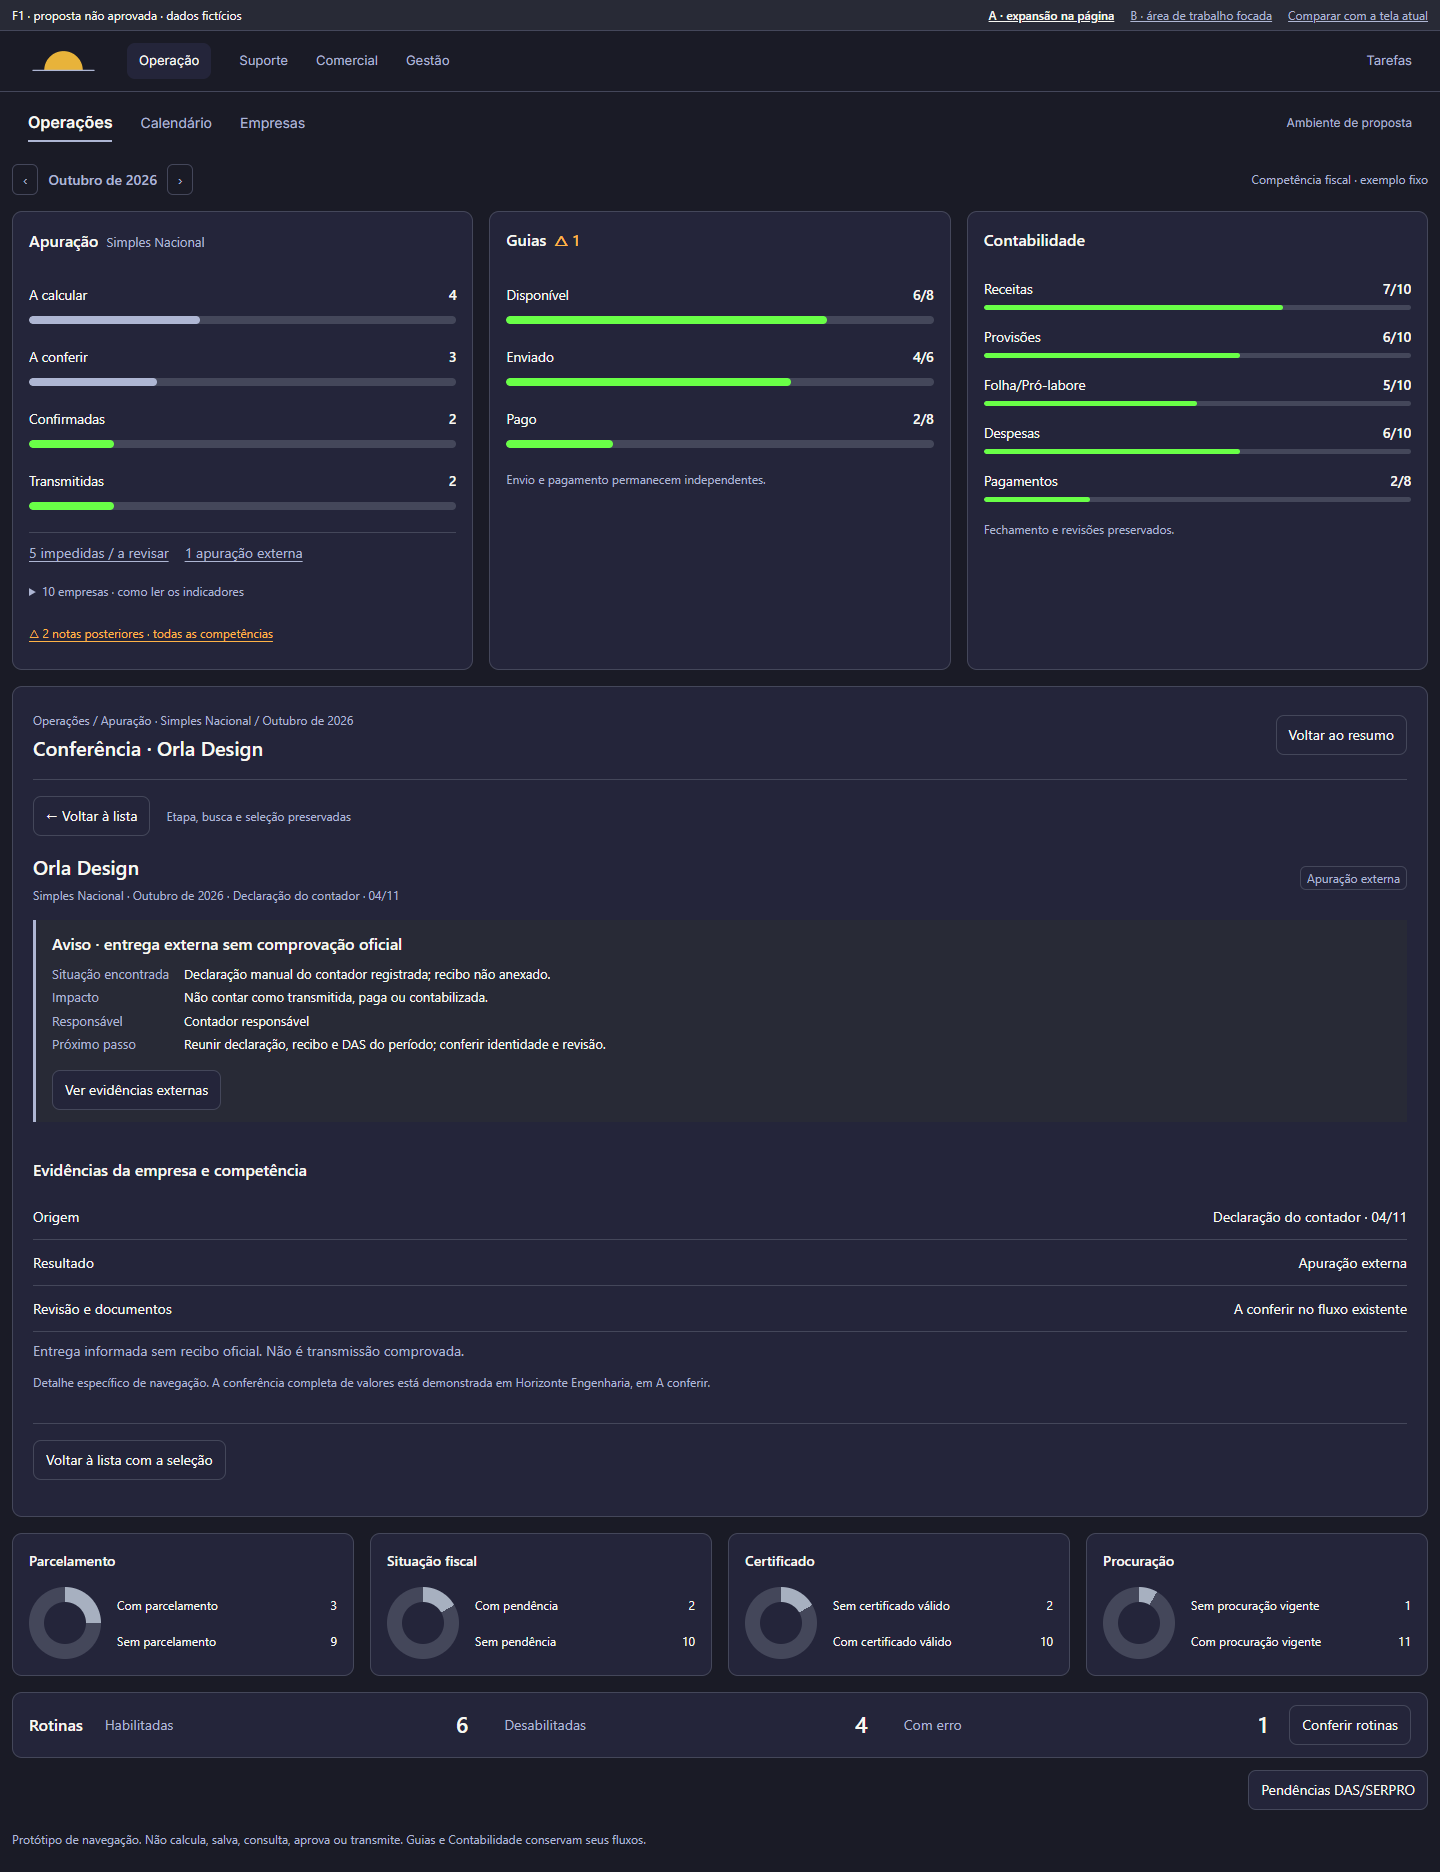 F1 · proposta não aprovada · dados fictícios
A · expansão na página
B · área de trabalho focada
Comparar com a tela atual
Operação
Suporte
Comercial
Gestão
Tarefas
Operações
Calendário
Empresas
Ambiente de proposta
‹ Outubro de 2026 ›
Competência fiscal · exemplo fixo
Apuração Simples Nacional
A calcular 4
A conferir 3
Confirmadas 2
Transmitidas 2
5 impedidas / a revisar
1 apuração externa
▶ 10 empresas · como ler os indicadores
△ 2 notas posteriores · todas as competências
Guias △ 1
Disponível 6/8
Enviado 4/6
Pago 2/8
Envio e pagamento permanecem independentes.
Contabilidade
Receitas 7/10
Provisões 6/10
Folha/Pró-labore 5/10
Despesas 6/10
Pagamentos 2/8
Fechamento e revisões preservados.
Operações / Apuração · Simples Nacional / Outubro de 2026
Conferência · Orla Design
Voltar ao resumo
← Voltar à lista
Etapa, busca e seleção preservadas
Orla Design
Simples Nacional · Outubro de 2026 · Declaração do contador · 04/11
Apuração externa
Aviso · entrega externa sem comprovação oficial
Situação encontrada Declaração manual do contador registrada; recibo não anexado.
Impacto Não contar como transmitida, paga ou contabilizada.
Responsável Contador responsável
Próximo passo Reunir declaração, recibo e DAS do período; conferir identidade e revisão.
Ver evidências externas
Evidências da empresa e competência
Origem Declaração do contador · 04/11
Resultado Apuração externa
Revisão e documentos A conferir no fluxo existente
Entrega informada sem recibo oficial. Não é transmissão comprovada.
Detalhe específico de navegação. A conferência completa de valores está demonstrada em Horizonte Engenharia, em A conferir.
Voltar à lista com a seleção
Parcelamento
Com parcelamento 3
Sem parcelamento 9
Situação fiscal
Com pendência 2
Sem pendência 10
Certificado
Sem certificado válido 2
Com certificado válido 10
Procuração
Sem procuração vigente 1
Com procuração vigente 11
Rotinas
Habilitadas 6
Desabilitadas 4
Com erro 1
Conferir rotinas
Pendências DAS/SERPRO
Protótipo de navegação. Não calcula, salva, consulta, aprova ou transmite. Guias e Contabilidade conservam seus fluxos.